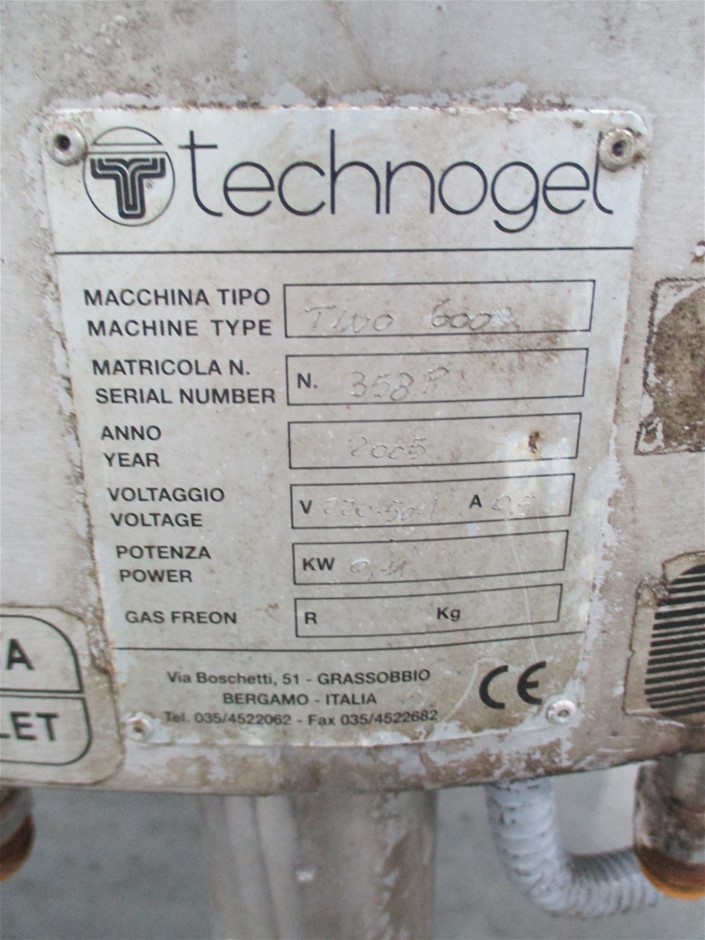 technogel
MACCHINA TIPO
MACHINE TYPE
TWO 600
MATRICOLA N.
SERIAL NUMBER
N.
ANNO
YEAR
2005
VOLTAGGIO
VOLTAGE
V
A
POTENZA
POWER
KW
GAS FREON
R Kg
Via Boschetti, 51 - GRASSOBBIO
BERGAMO - ITALIA
Tel. 035/4522062 - Fax 035/4522682
CE
A
LET